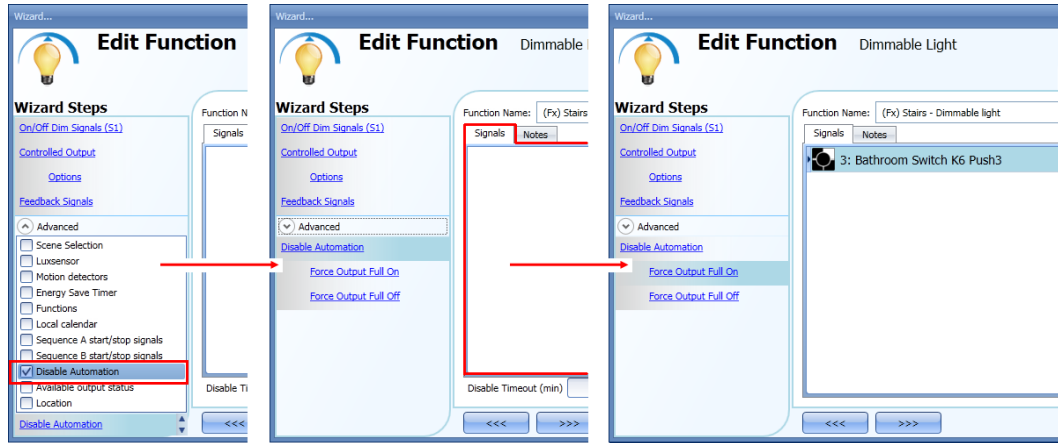 Wizard...
Edit Function
Wizard Steps
On/Off Dim Signals (S1)
Controlled Output
Options
Feedback Signals
Advanced
Scene Selection
Luxsensor
Motion detectors
Energy Save Timer
Functions
Local calendar
Sequence A start/stop signals
Sequence B start/stop signals
Disable Automation
Available output status
Location
Disable Automation
Function N
Signals
Disable Ti
<<<
Wizard...
Edit Function Dimmable
Wizard Steps
On/Off Dim Signals (S1)
Controlled Output
Options
Feedback Signals
Advanced
Disable Automation
Force Output Full On
Force Output Full Off
Function Name: (Fx) Stairs
Signals Notes
Disable Timeout (min)
<<< >>>
Wizard...
Edit Function Dimmable Light
Wizard Steps
On/Off Dim Signals (S1)
Controlled Output
Options
Feedback Signals
Advanced
Disable Automation
Force Output Full On
Force Output Full Off
Function Name: (Fx) Stairs - Dimmable light
Signals Notes
3: Bathroom Switch K6 Push3
<<< >>>